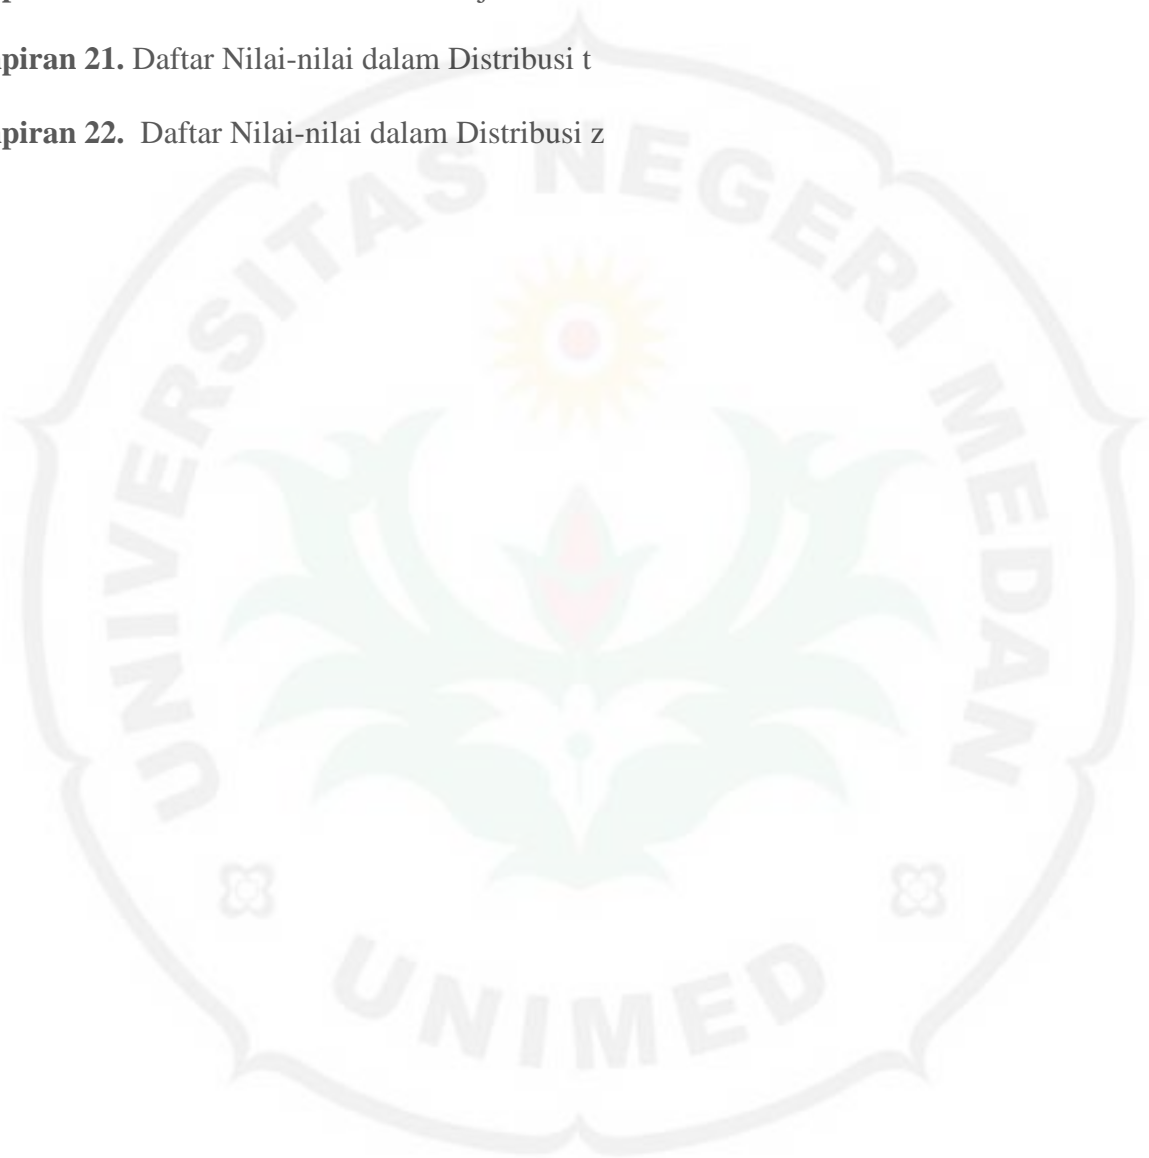 piran 21. Daftar Nilai-nilai dalam Distribusi t
piran 22. Daftar Nilai-nilai dalam Distribusi z
UNIVERSITAS NEGERI MEDAN
UNIMED